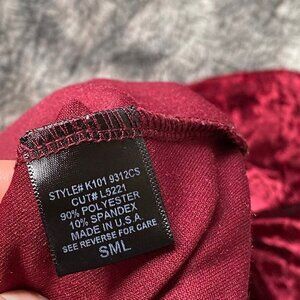 STYLE# K101 9312CS
CUT# L5221
90% POLYESTER
10% SPANDEX
MADE IN U.S.A.
SEE REVERSE FOR CARE
SML